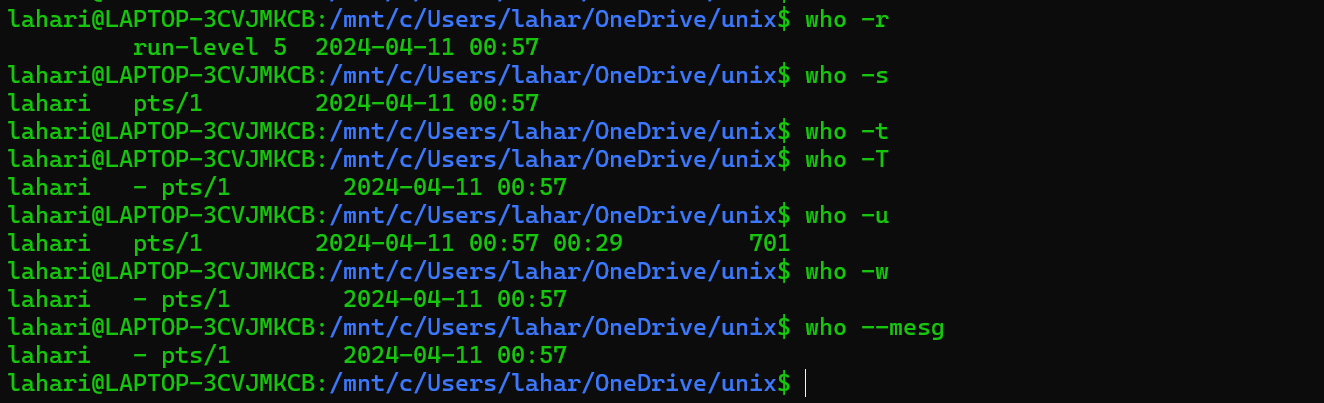 lahari@LAPTOP-3CVJMKCB:/mnt/c/Users/lahar/OneDrive/unix$ who -r
         run-level 5  2024-04-11 00:57
lahari@LAPTOP-3CVJMKCB:/mnt/c/Users/lahar/OneDrive/unix$ who -s
lahari   pts/1        2024-04-11 00:57
lahari@LAPTOP-3CVJMKCB:/mnt/c/Users/lahar/OneDrive/unix$ who -t
lahari@LAPTOP-3CVJMKCB:/mnt/c/Users/lahar/OneDrive/unix$ who -T
lahari   - pts/1        2024-04-11 00:57
lahari@LAPTOP-3CVJMKCB:/mnt/c/Users/lahar/OneDrive/unix$ who -u
lahari   pts/1        2024-04-11 00:57 00:29         701
lahari@LAPTOP-3CVJMKCB:/mnt/c/Users/lahar/OneDrive/unix$ who -w
lahari   - pts/1        2024-04-11 00:57
lahari@LAPTOP-3CVJMKCB:/mnt/c/Users/lahar/OneDrive/unix$ who --mesg
lahari   - pts/1        2024-04-11 00:57
lahari@LAPTOP-3CVJMKCB:/mnt/c/Users/lahar/OneDrive/unix$